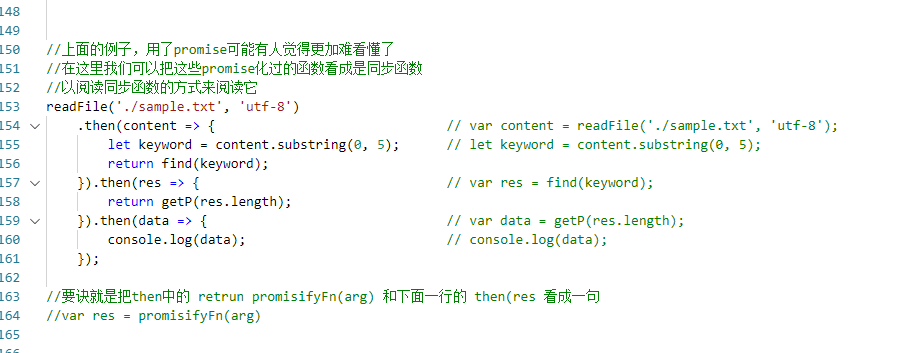 148
149
150 //上面的例子，用了promise可能有人觉得更加难看懂了
151 //在这里我们可以把这些promise化过的函数看成是同步函数
152 //以阅读同步函数的方式来阅读它
153 readFile('./sample.txt', 'utf-8')
154 .then(content => { // var content = readFile('./sample.txt', 'utf-8');
155 let keyword = content.substring(0, 5); // let keyword = content.substring(0, 5);
156 return find(keyword);
157 }).then(res => { // var res = find(keyword);
158 return getP(res.length);
159 }).then(data => { // var data = getP(res.length);
160 console.log(data); // console.log(data);
161 });
162
163 //要诀就是把then中的 retrun promisifyFn(arg) 和下面一行的 then(res 看成一句
164 //var res = promisifyFn(arg)
165
166